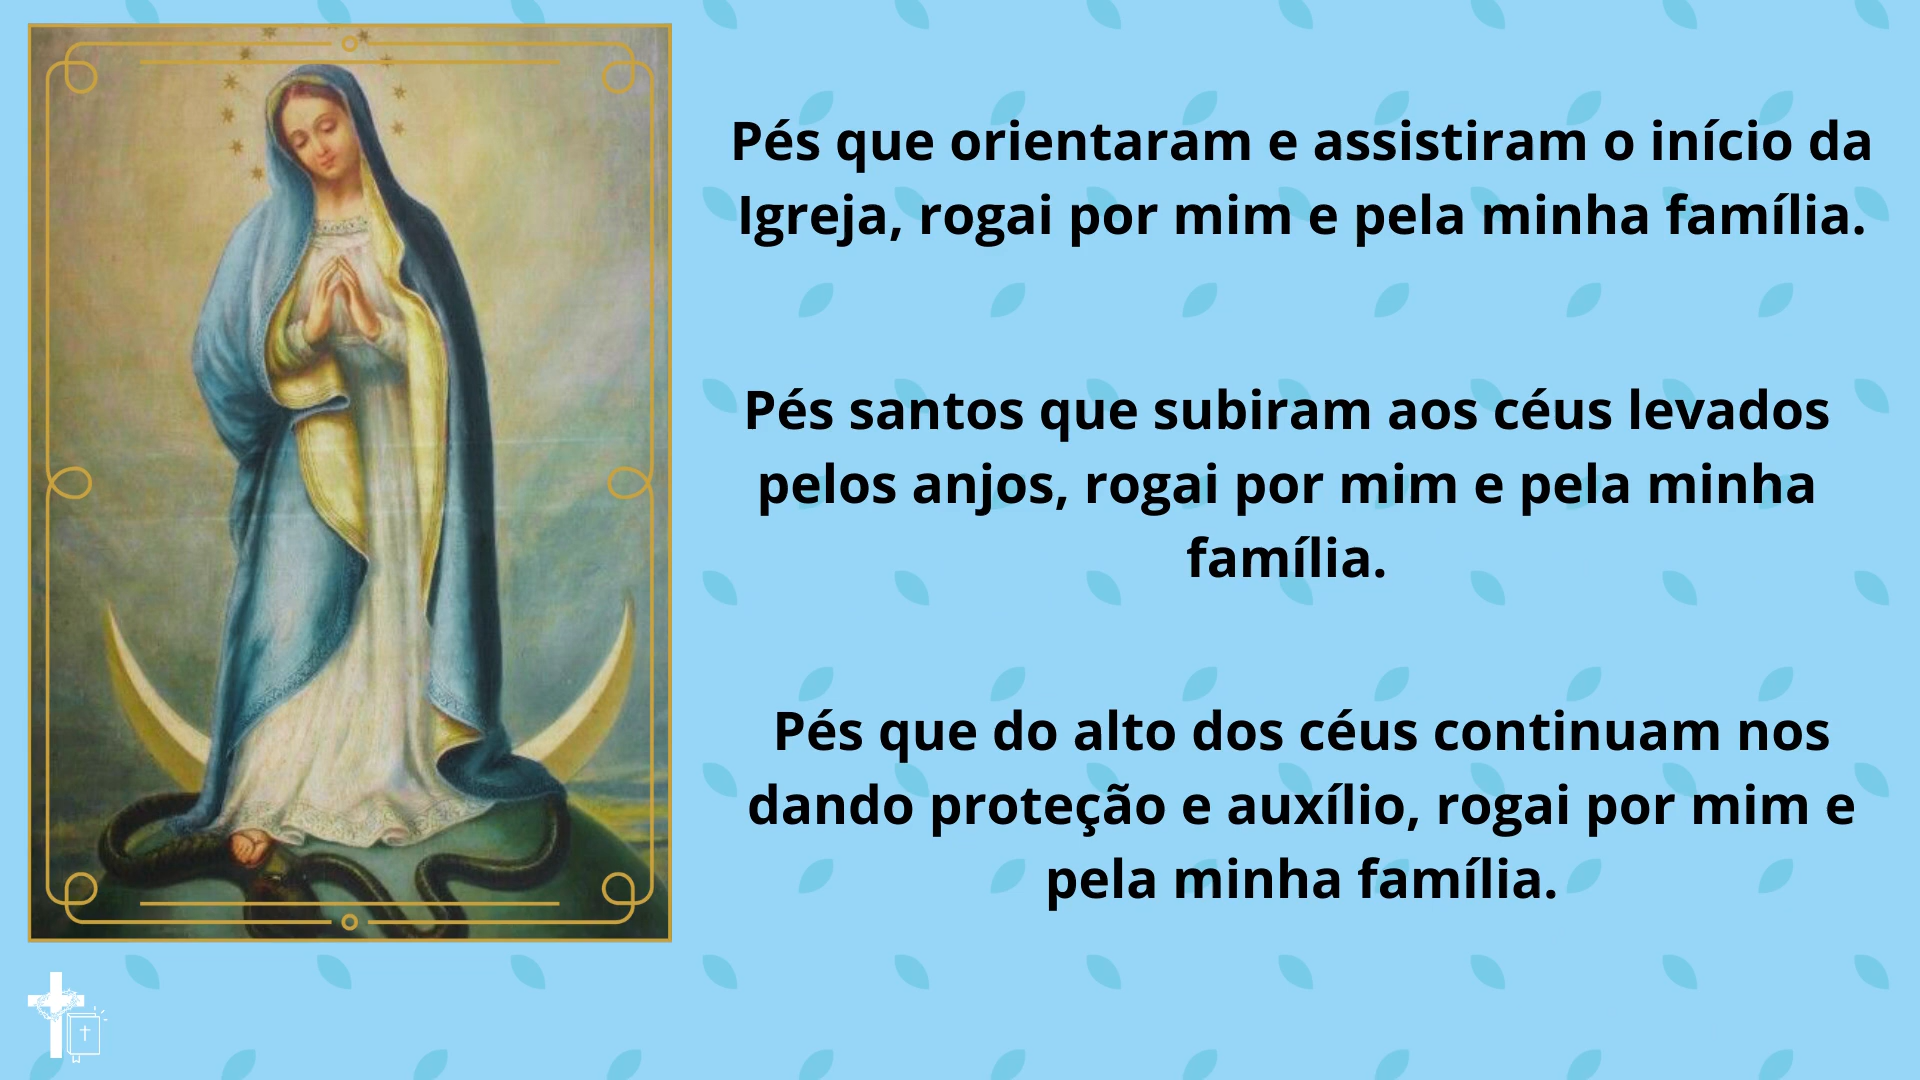 Pés que orientaram e assistiram o início da
Igreja, rogai por mim e pela minha família.
Pés santos que subiram aos céus levados
pelos anjos, rogai por mim e pela minha
família.
Pés que do alto dos céus continuam nos
dando proteção e auxílio, rogai por mim e
pela minha família.